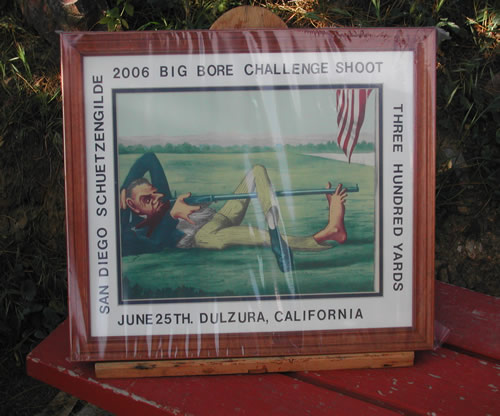 2006 BIG BORE CHALLENGE SHOOT
SAN DIEGO SCHUETZENGILDE
THREE HUNDRED YARDS
JUNE 25TH. DULZURA, CALIFORNIA